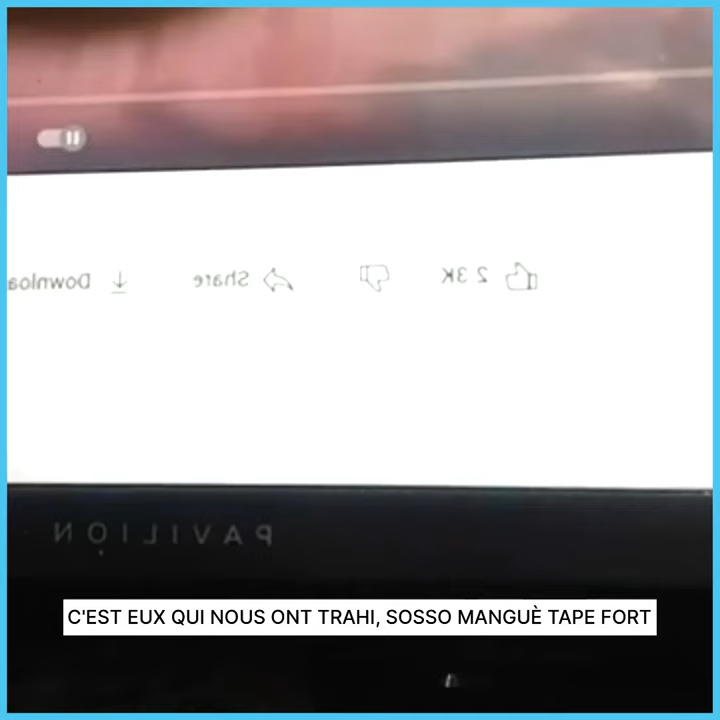 2.3K Share Downloa
PAVILION
C'EST EUX QUI NOUS ONT TRAHI, SOSSO MANGUÈ TAPE FORT